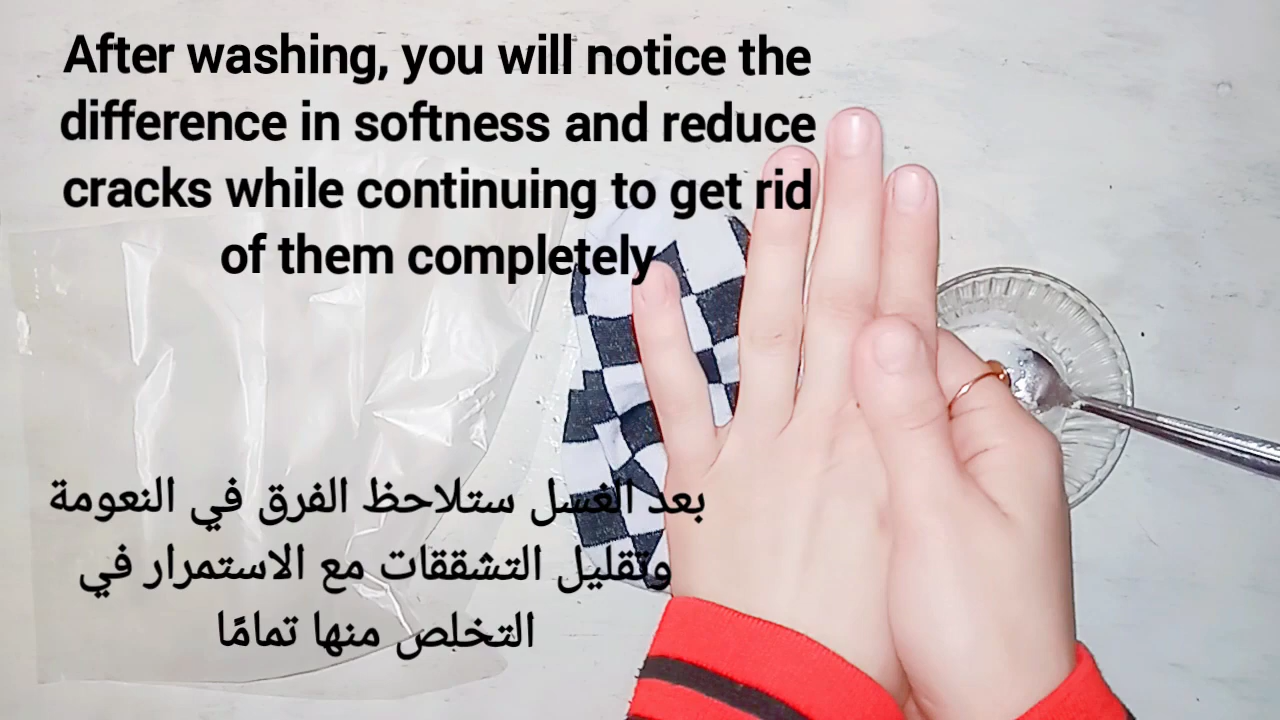 After washing, you will notice the
difference in softness and reduce
cracks while continuing to get rid
of them completely
بعد الغسل ستلاحظ الفرق في النعومة
وتقليل التشققات مع الاستمرار في
التخلص منها تمامًا